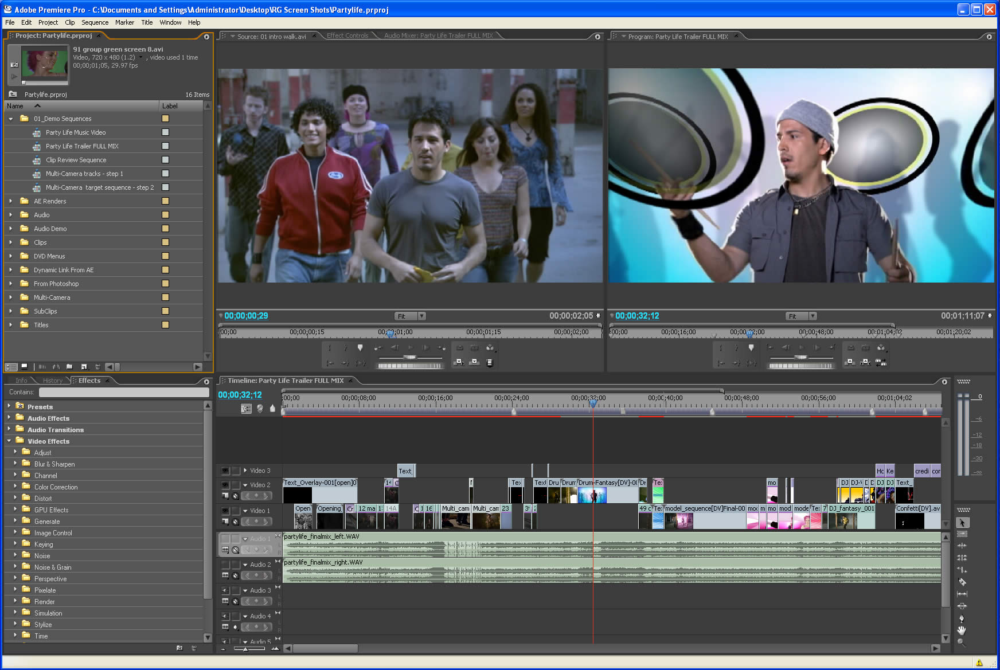 Adobe Premiere Pro - C:\Documents and Settings\Administrator\Desktop\RG Screen Shots\Partylife.prproj
File Edit Project Clip Sequence Marker Title Window Help
Project: Partylife.prproj
91 group green screen 8.avi
Video, 720 x 480 (1.2) , video used 1 time
00;00;01;05, 29.97 fps
Partylife.prproj 16 Items
Name Label
01_Demo Sequences
Party Life Music Video
Party Life Trailer FULL MIX
Clip Review Sequence
Multi-Camera tracks - step 1
Multi-Camera target sequence - step 2
AE Renders
Audio
Audio Demo
Clips
DVD Menus
Dynamic Link From AE
From Photoshop
Multi-Camera
SubClips
Titles
Source: 01 intro walk.avi Effect Controls Audio Mixer: Party Life Trailer FULL MIX
00;00;00;29 Fit 00;00;02;05
00;00 00;00;00;15 00;00;01;00 00;00;01;15 00;00;02;00
Program: Party Life Trailer FULL MIX
00;00;32;12 Fit 00;01;11;07
00;00 00;00;16;00 00;00;32;00 00;00;48;00 00;01;04;02 00;01;20;02
Info History Effects
Contains:
Presets
Audio Effects
Audio Transitions
Video Effects
Adjust
Blur & Sharpen
Channel
Color Correction
Distort
GPU Effects
Generate
Image Control
Keying
Noise
Noise & Grain
Perspective
Pixelate
Render
Simulation
Stylize
Time
Timeline: Party Life Trailer FULL MIX
00;00;32;12
00;00 00;00;08;00 00;00;16;00 00;00;24;00 00;00;32;00 00;00;40;00 00;00;48;00 00;00;56;00 00;01;04;02
Video 3 Text_ Ho Ke credi cor
Video 2 Text_Overlay-001[open]0 14 Te> Text Dru Drum Drum-Fantasy[DV]-00 Dr Te mo DJ DJ-\ D D DJ DJ Text_
Video 1 Open Opening_ Cr 12 ma 14A 1 16 Multi_cam Multi_cam 23 49 c Te> model_sequence[DV]Final-00 mo m mo mod mode Te> 7 DJ_fantasy_001 Confetti[DV].av
Audio 1 partylife_finalmix_left.WAV
Audio 2 partylife_finalmix_right.WAV
Audio 3
Audio 4
Audio 5
L
R
0
-6
-12
-18
-30
-∞